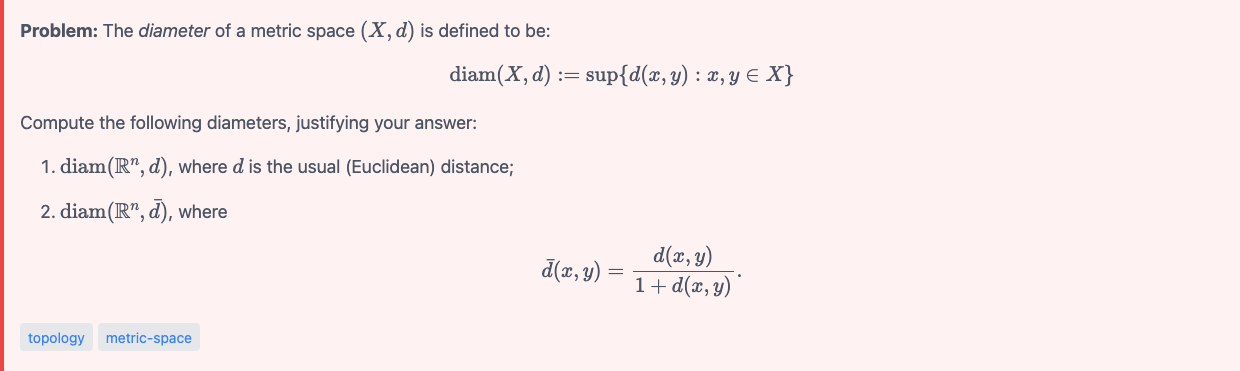 Problem: The diameter of a metric space (X, d) is defined to be:
diam(X, d) := sup{d(x, y) : x, y ∈ X}
Compute the following diameters, justifying your answer:
1. diam(ℝⁿ, d), where d is the usual (Euclidean) distance;
2. diam(ℝⁿ, d̄), where
d̄(x, y) = d(x, y) / (1 + d(x, y)).
topology metric-space